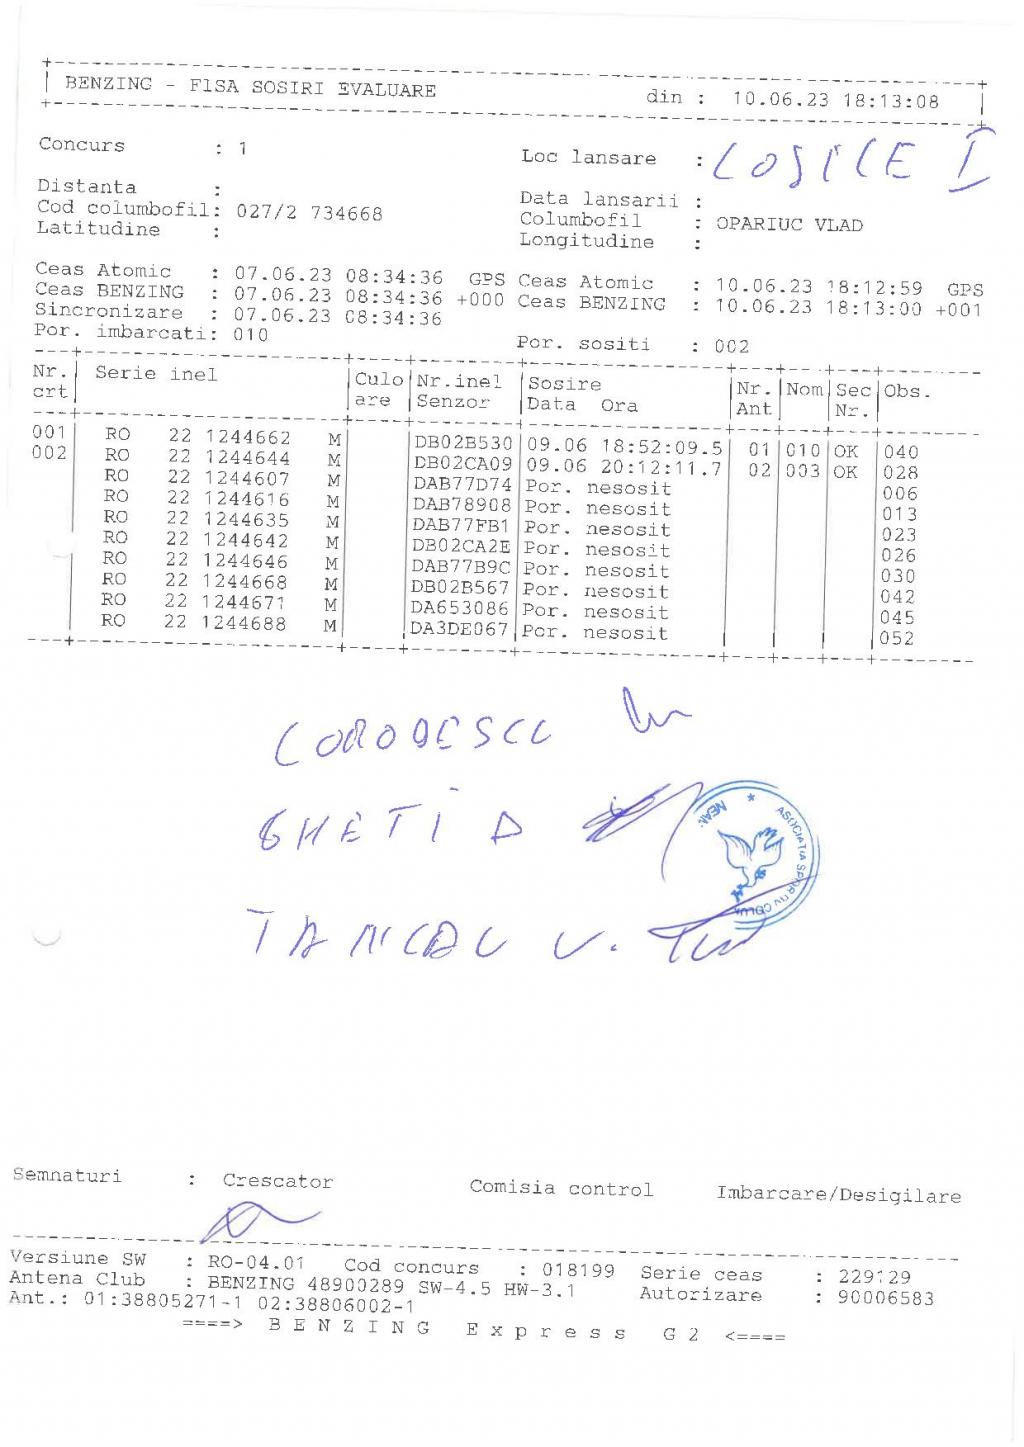 BENZING - FISA SOSIRI EVALUARE din : 10.06.23 18:13:08
Concurs : 1 Loc lansare : LOSICE I
Distanta : Data lansarii :
Cod columbofil: 027/2 734668 Columbofil : OPARIUC VLAD
Latitudine : Longitudine :
Ceas Atomic : 07.06.23 08:34:36 GPS Ceas Atomic : 10.06.23 18:12:59 GPS
Ceas BENZING : 07.06.23 08:34:36 +000 Ceas BENZING : 10.06.23 18:13:00 +001
Sincronizare : 07.06.23 08:34:36
Por. imbarcati: 010 Por. sositi : 002
Nr. Serie inel Culo Nr.inel Sosire Nr. Nom Sec Obs.
crt are Senzor Data Ora Ant Nr.
001 RO 22 1244662 M DB02B530 09.06 18:52:09.5 01 010 OK 040
002 RO 22 1244644 M DB02CA09 09.06 20:12:11.7 02 003 OK 028
RO 22 1244607 M DAB77D74 Por. nesosit 006
RO 22 1244616 M DAB78908 Por. nesosit 013
RO 22 1244635 M DAB77FB1 Por. nesosit 023
RO 22 1244642 M DB02CA2E Por. nesosit 026
RO 22 1244646 M DAB77B9C Por. nesosit 030
RO 22 1244668 M DB02B567 Por. nesosit 042
RO 22 1244671 M DA653086 Por. nesosit 045
RO 22 1244688 M DA3DE067 Por. nesosit 052
GHETI D
ASOCIATIA
Semnaturi : Crescator Comisia control Imbarcare/Desigilare
Versiune SW : RO-04.01 Cod concurs : 018199 Serie ceas : 229129
Antena Club : BENZING 48900289 SW-4.5 HW-3.1 Autorizare : 90006583
Ant.: 01:38805271-1 02:38806002-1
====> B E N Z I N G E x p r e s s G 2 <====